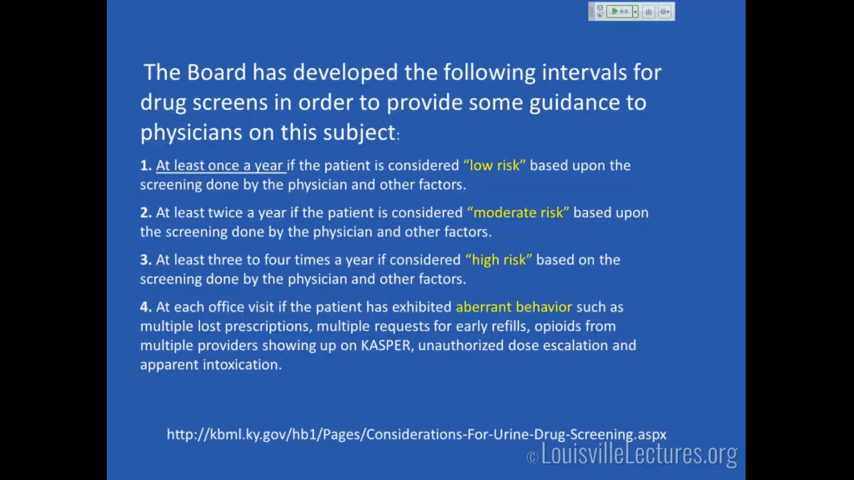 The Board has developed the following intervals for
drug screens in order to provide some guidance to
physicians on this subject:
1. At least once a year if the patient is considered “low risk” based upon the
screening done by the physician and other factors.
2. At least twice a year if the patient is considered “moderate risk” based upon
the screening done by the physician and other factors.
3. At least three to four times a year if considered “high risk” based on the
screening done by the physician and other factors.
4. At each office visit if the patient has exhibited aberrant behavior such as
multiple lost prescriptions, multiple requests for early refills, opioids from
multiple providers showing up on KASPER, unauthorized dose escalation and
apparent intoxication.
http://kbml.ky.gov/hb1/Pages/Considerations-For-Urine-Drug-Screening.aspx
© LouisvilleLectures.org